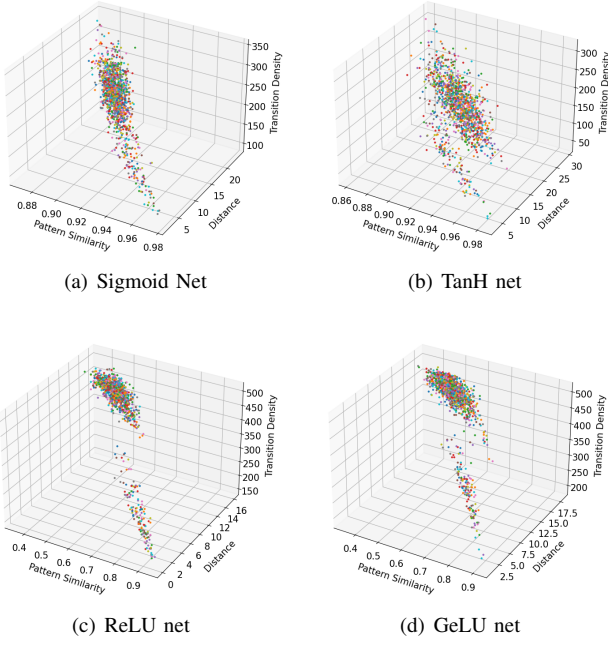 350
300
250
200
150
100
Transition Density
20
15
10
5
Distance
0.88 0.90 0.92 0.94 0.96 0.98
Pattern Similarity
(a) Sigmoid Net
300
250
200
150
100
50
Transition Density
30
25
20
15
10
5
Distance
0.86 0.88 0.90 0.92 0.94 0.96 0.98
Pattern Similarity
(b) TanH net
500
450
400
350
300
250
200
150
Transition Density
16
14
12
10
8
6
4
2
0
Distance
0.4 0.5 0.6 0.7 0.8 0.9
Pattern Similarity
(c) ReLU net
500
450
400
350
300
250
200
Transition Density
17.5
15.0
12.5
10.0
7.5
5.0
2.5
Distance
0.4 0.5 0.6 0.7 0.8 0.9
Pattern Similarity
(d) GeLU net